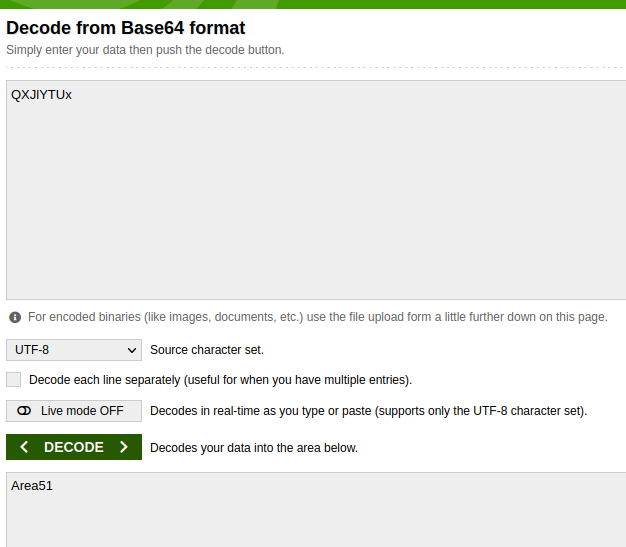 Decode from Base64 format
Simply enter your data then push the decode button.
QXJlYTUx
For encoded binaries (like images, documents, etc.) use the file upload form a little further down on this page.
UTF-8 Source character set.
Decode each line separately (useful for when you have multiple entries).
Live mode OFF Decodes in real-time as you type or paste (supports only the UTF-8 character set).
< DECODE > Decodes your data into the area below.
Area51